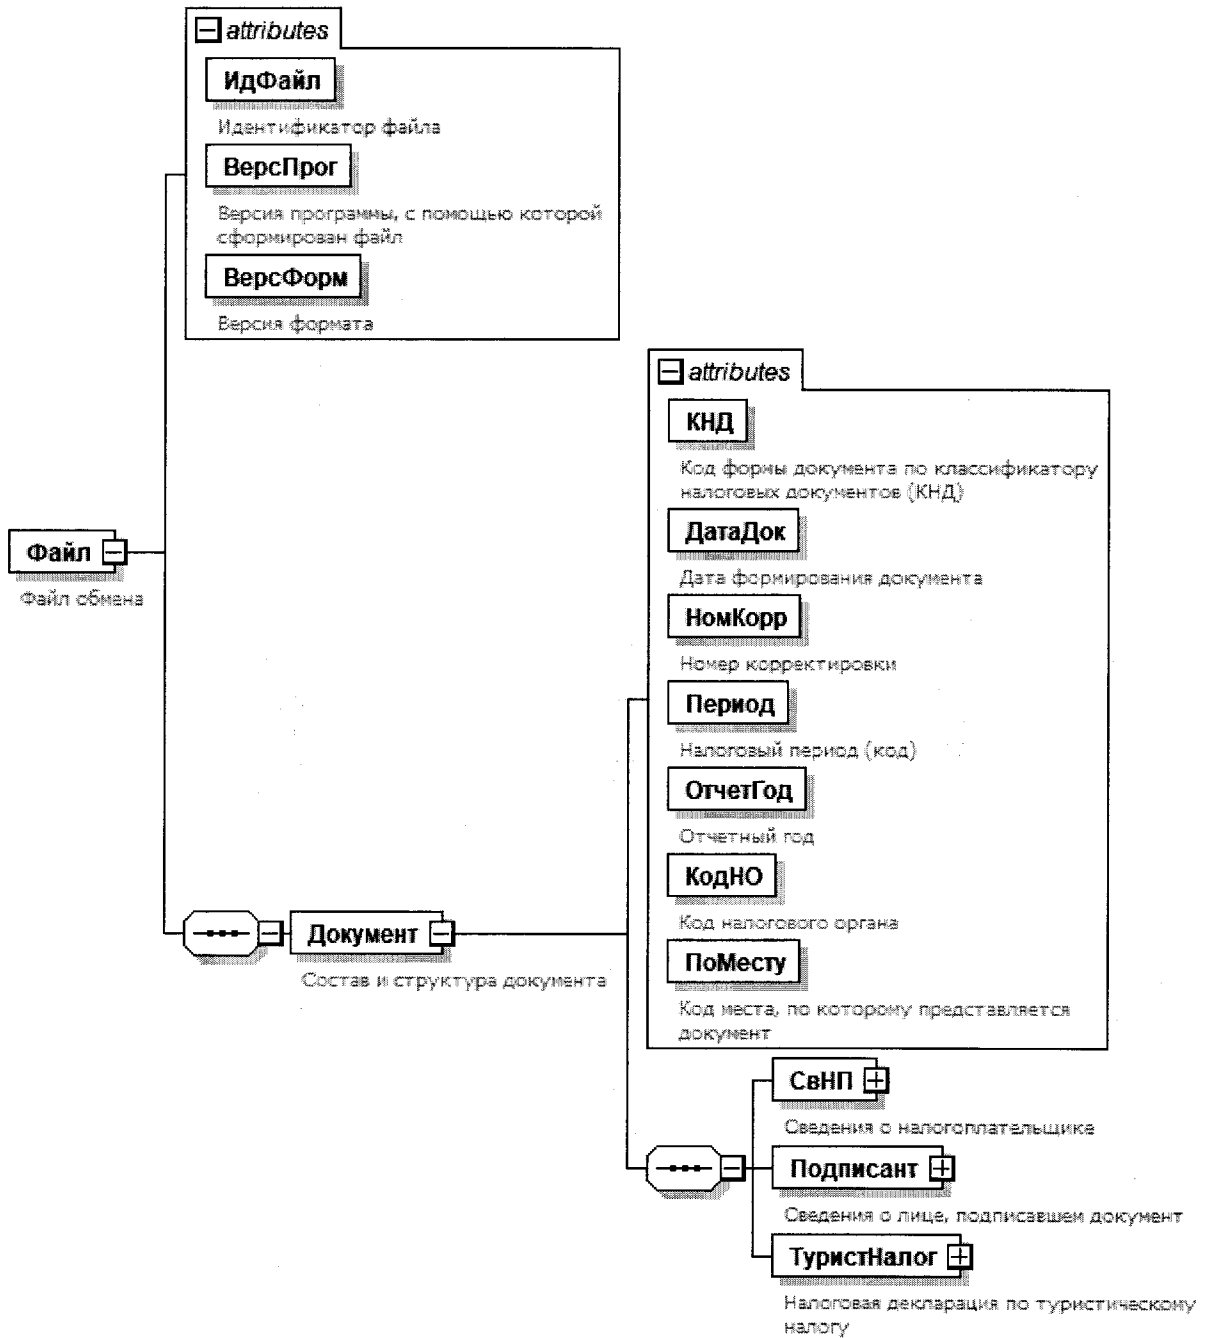 attributes
ИдФайл
Идентификатор файла
ВерсПрог
Версия программы, с помощью которой
сформирован файл
ВерсФорм
Версия формата
Файл
Файл обмена
Документ
Состав и структура документа
attributes
КНД
Код формы документа по классификатору
налоговых документов (КНД)
ДатаДок
Дата формирования документа
НомКорр
Номер корректировки
Период
Налоговый период (код)
ОтчетГод
Отчетный год
КодНО
Код налогового органа
ПоМесту
Код места, по которому представляется
документ
СвНП
Сведения о налогоплательщике
Подписант
Сведения о лице, подписавшем документ
ТуристНалог
Налоговая декларация по туристическому
налогу